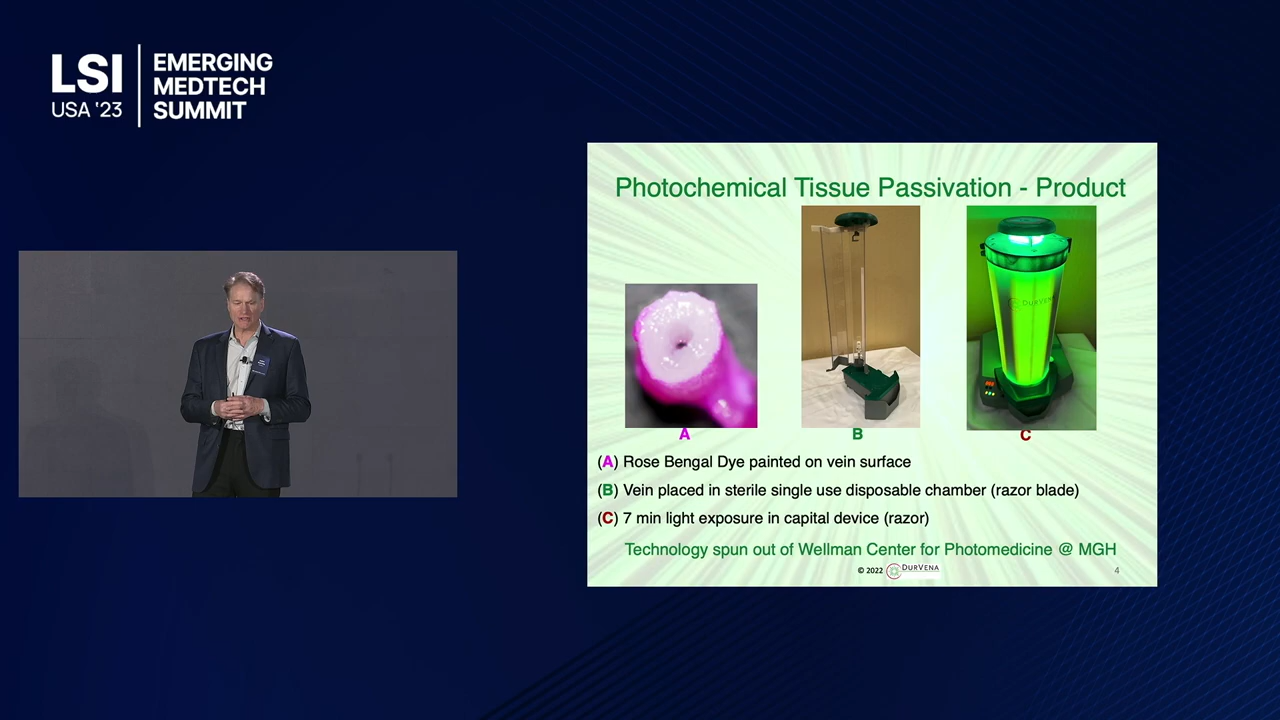 LSI
USA '23
EMERGING
MEDTECH
SUMMIT
Photochemical Tissue Passivation - Product
DURVENA
A
B
C
(A) Rose Bengal Dye painted on vein surface
(B) Vein placed in sterile single use disposable chamber (razor blade)
(C) 7 min light exposure in capital device (razor)
Technology spun out of Wellman Center for Photomedicine @ MGH
© 2022 DURVENA
4